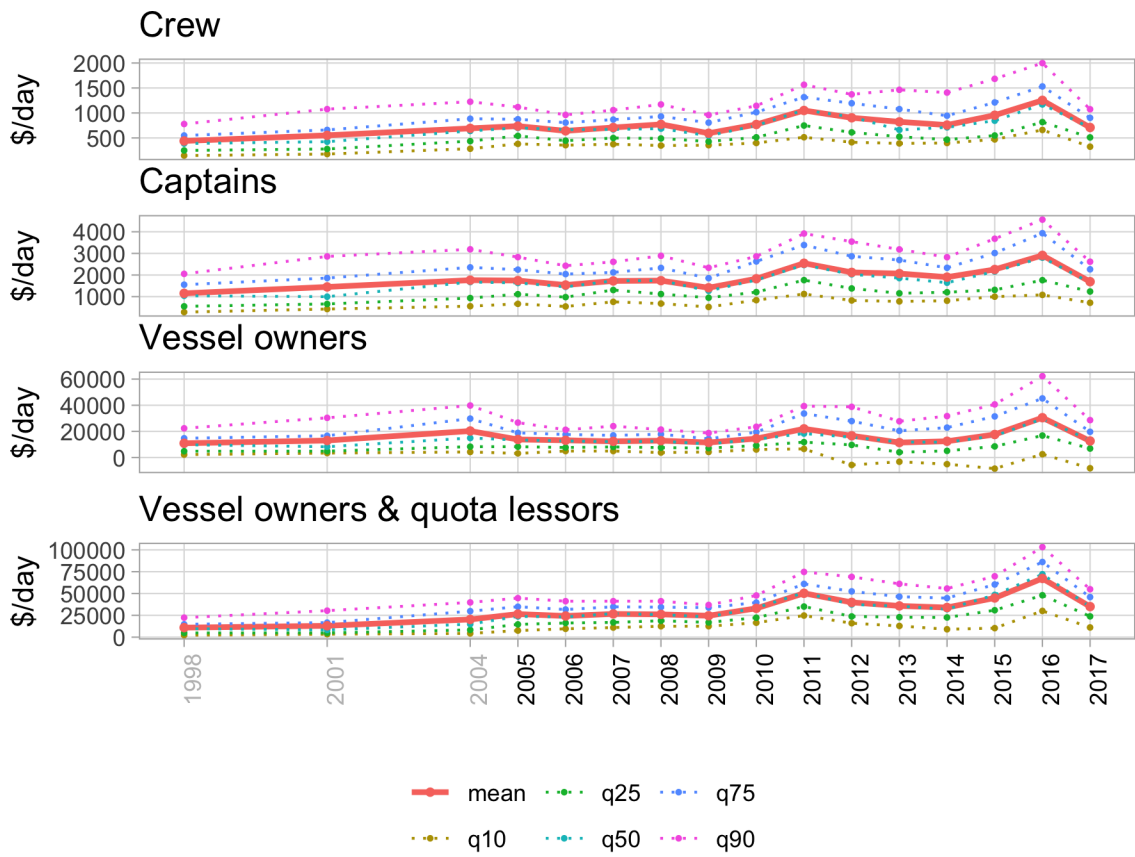 Crew
$/day
2000
1500
1000
500
Captains
$/day
4000
3000
2000
1000
Vessel owners
$/day
60000
40000
20000
0
Vessel owners & quota lessors
$/day
100000
75000
50000
25000
0
1998 2001 2004 2005 2006 2007 2008 2009 2010 2011 2012 2013 2014 2015 2016 2017
mean q25 q75
q10 q50 q90